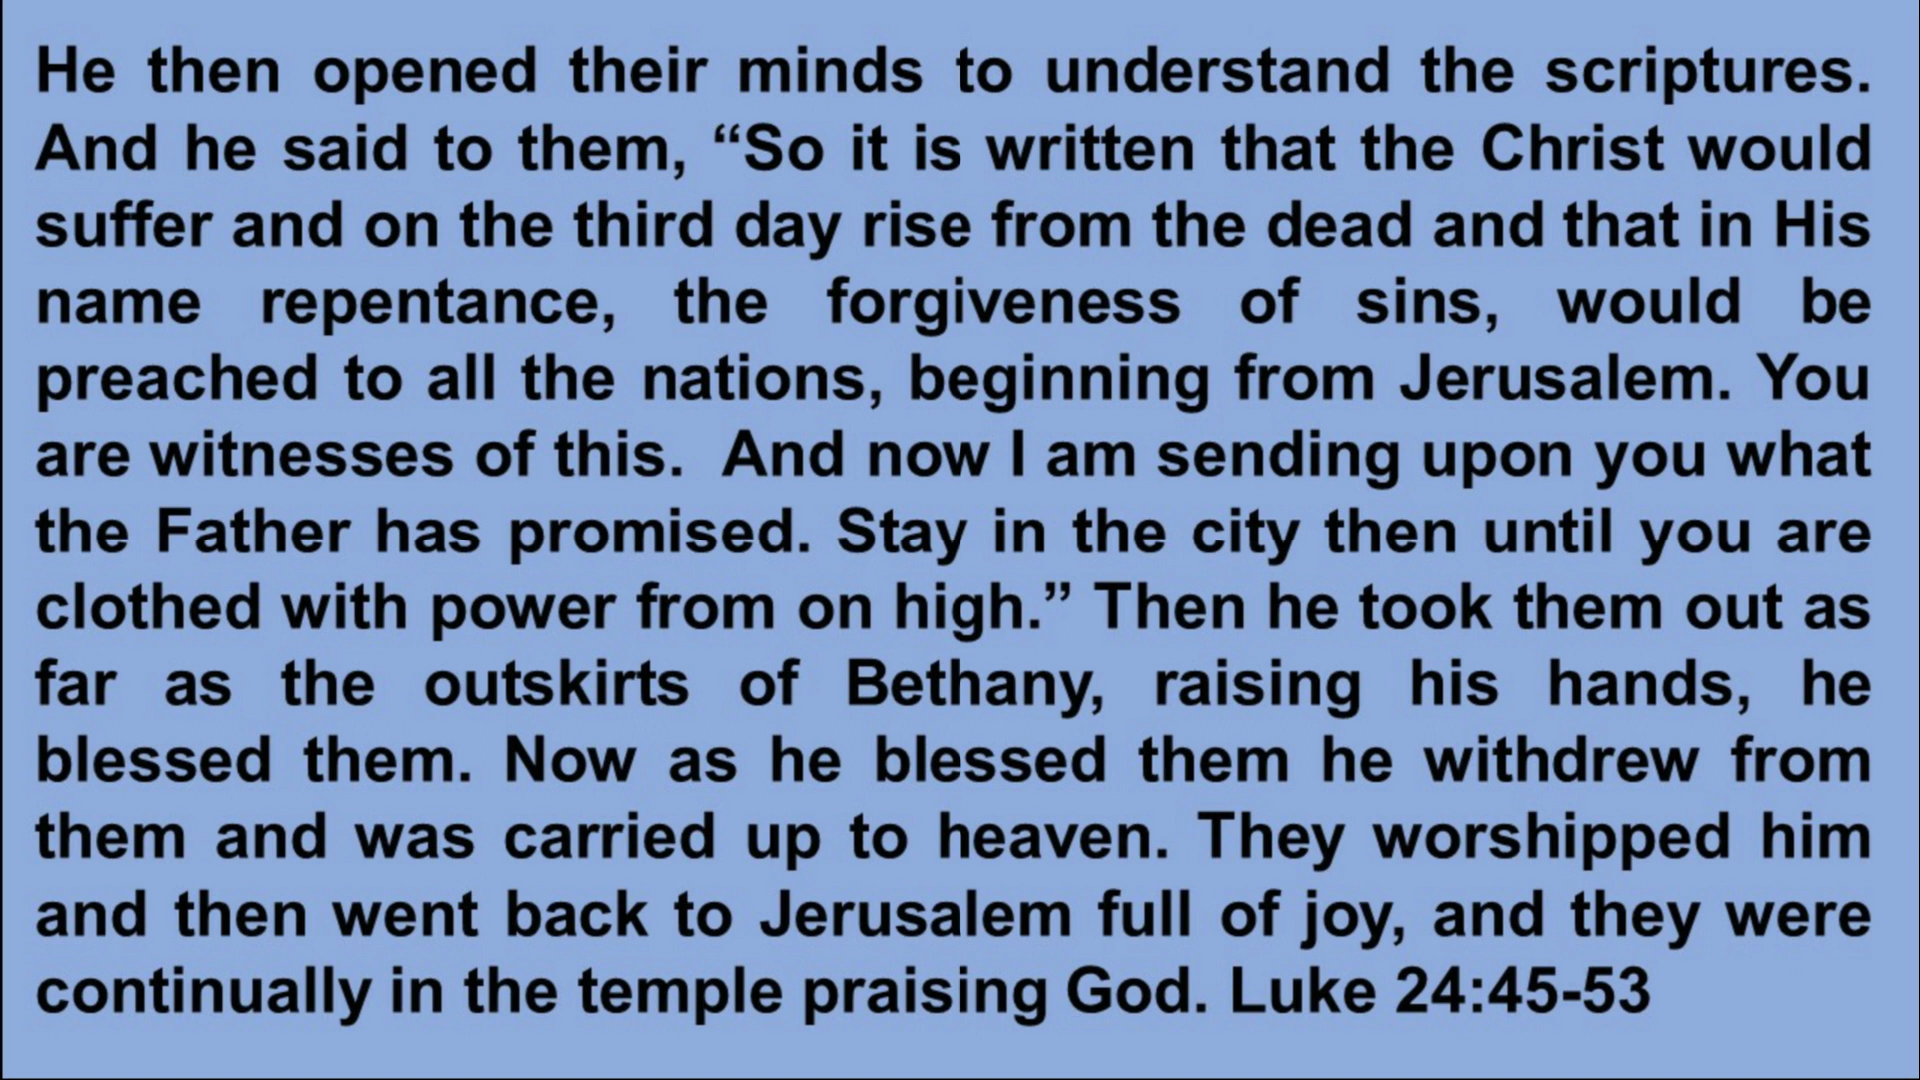 He then opened their minds to understand the scriptures.
And he said to them, “So it is written that the Christ would
suffer and on the third day rise from the dead and that in His
name repentance, the forgiveness of sins, would be
preached to all the nations, beginning from Jerusalem. You
are witnesses of this.  And now I am sending upon you what
the Father has promised. Stay in the city then until you are
clothed with power from on high.” Then he took them out as
far as the outskirts of Bethany, raising his hands, he
blessed them. Now as he blessed them he withdrew from
them and was carried up to heaven. They worshipped him
and then went back to Jerusalem full of joy, and they were
continually in the temple praising God. Luke 24:45-53